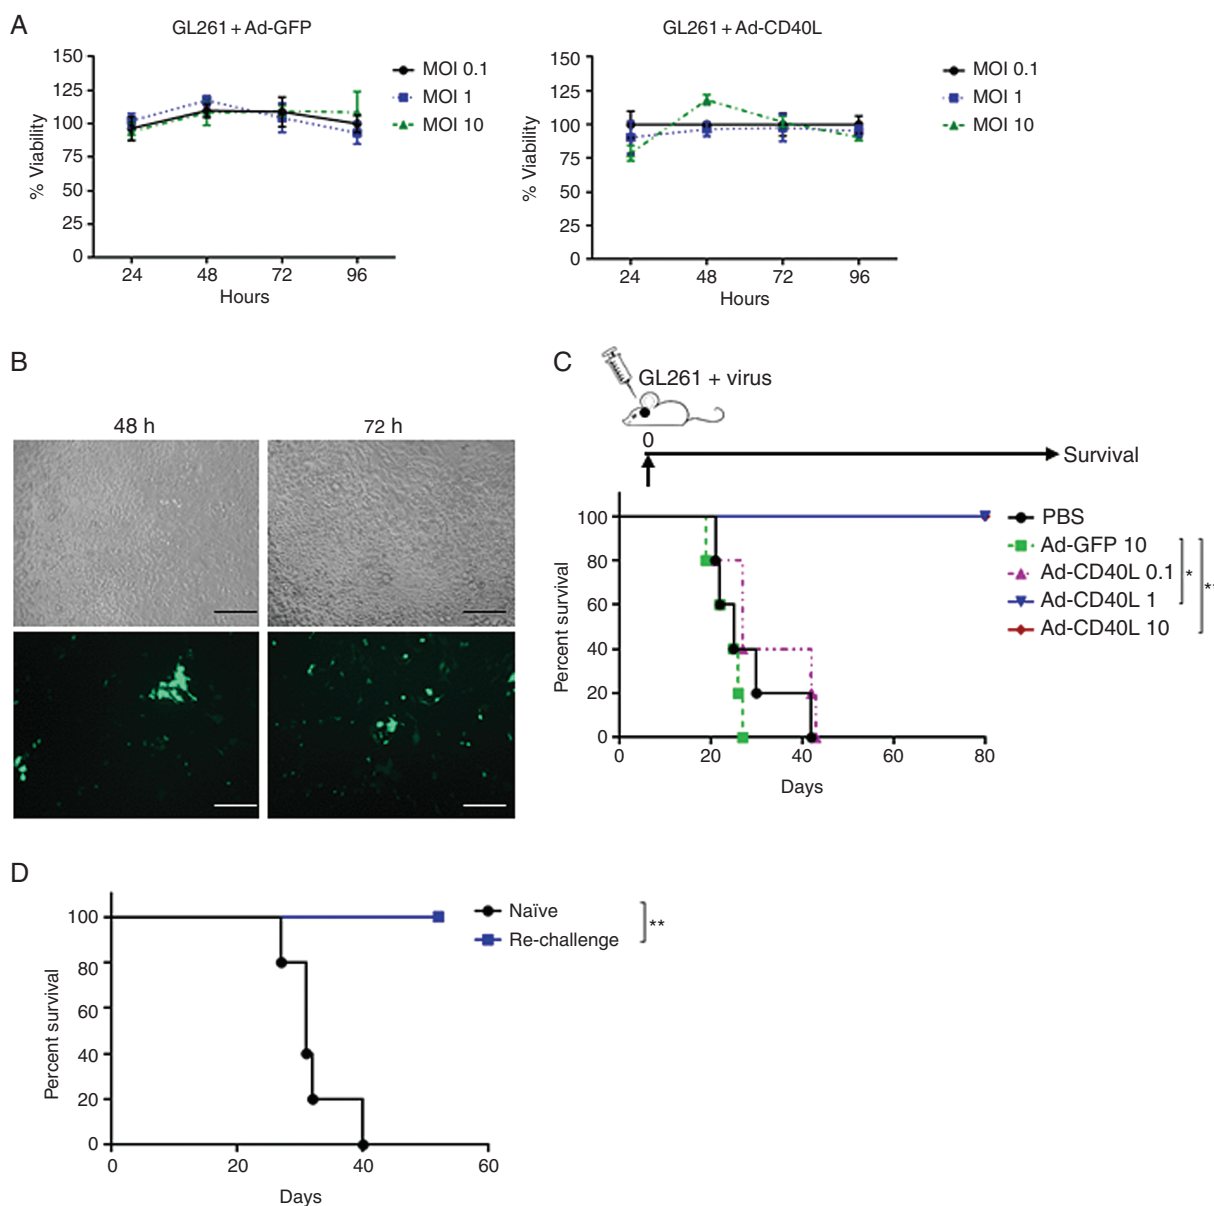 A
GL261 + Ad-GFP
150
125
100
75
50
25
0
% Viability
24 48 72 96
Hours
MOI 0.1
MOI 1
MOI 10
GL261 + Ad-CD40L
150
125
100
75
50
25
0
% Viability
24 48 72 96
Hours
MOI 0.1
MOI 1
MOI 10
B
48 h 72 h
C
GL261 + virus
0
Survival
100
80
60
40
20
0
Percent survival
0 20 40 60 80
Days
PBS
Ad-GFP 10
Ad-CD40L 0.1
Ad-CD40L 1
Ad-CD40L 10
*
**
D
100
80
60
40
20
0
Percent survival
0 20 40 60
Days
Naïve
Re-challenge
**